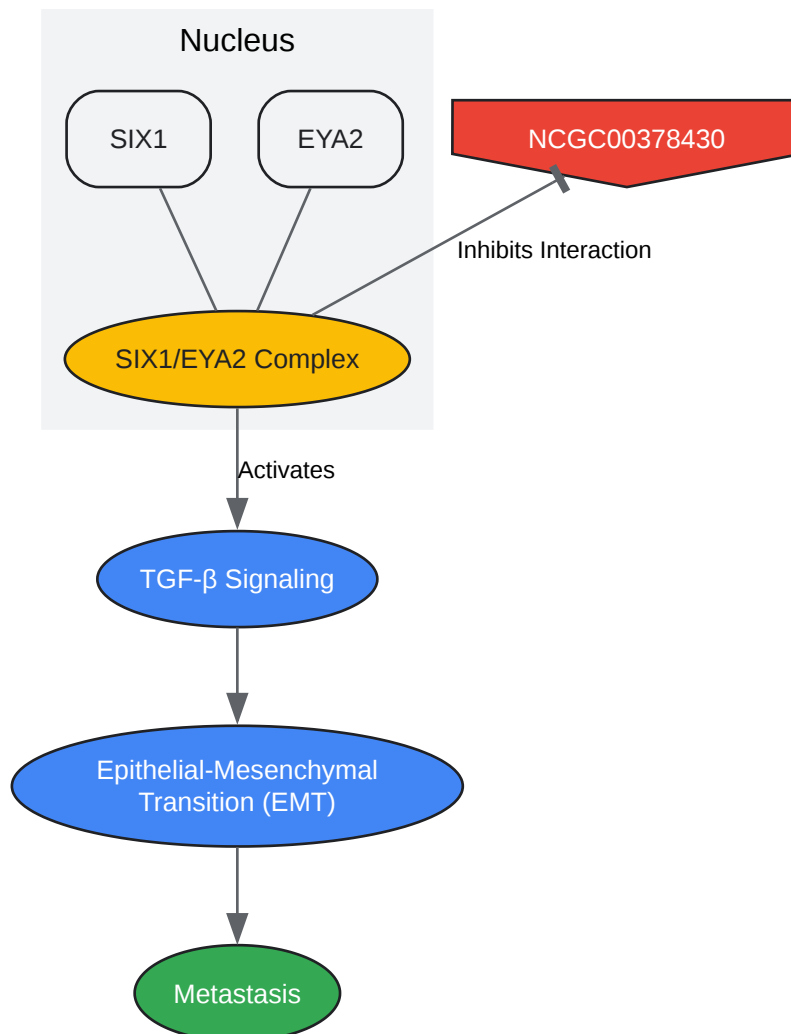 Nucleus
SIX1
EYA2
NCGC00378430
Inhibits Interaction
SIX1/EYA2 Complex
Activates
TGF-β Signaling
Epithelial-Mesenchymal
Transition (EMT)
Metastasis